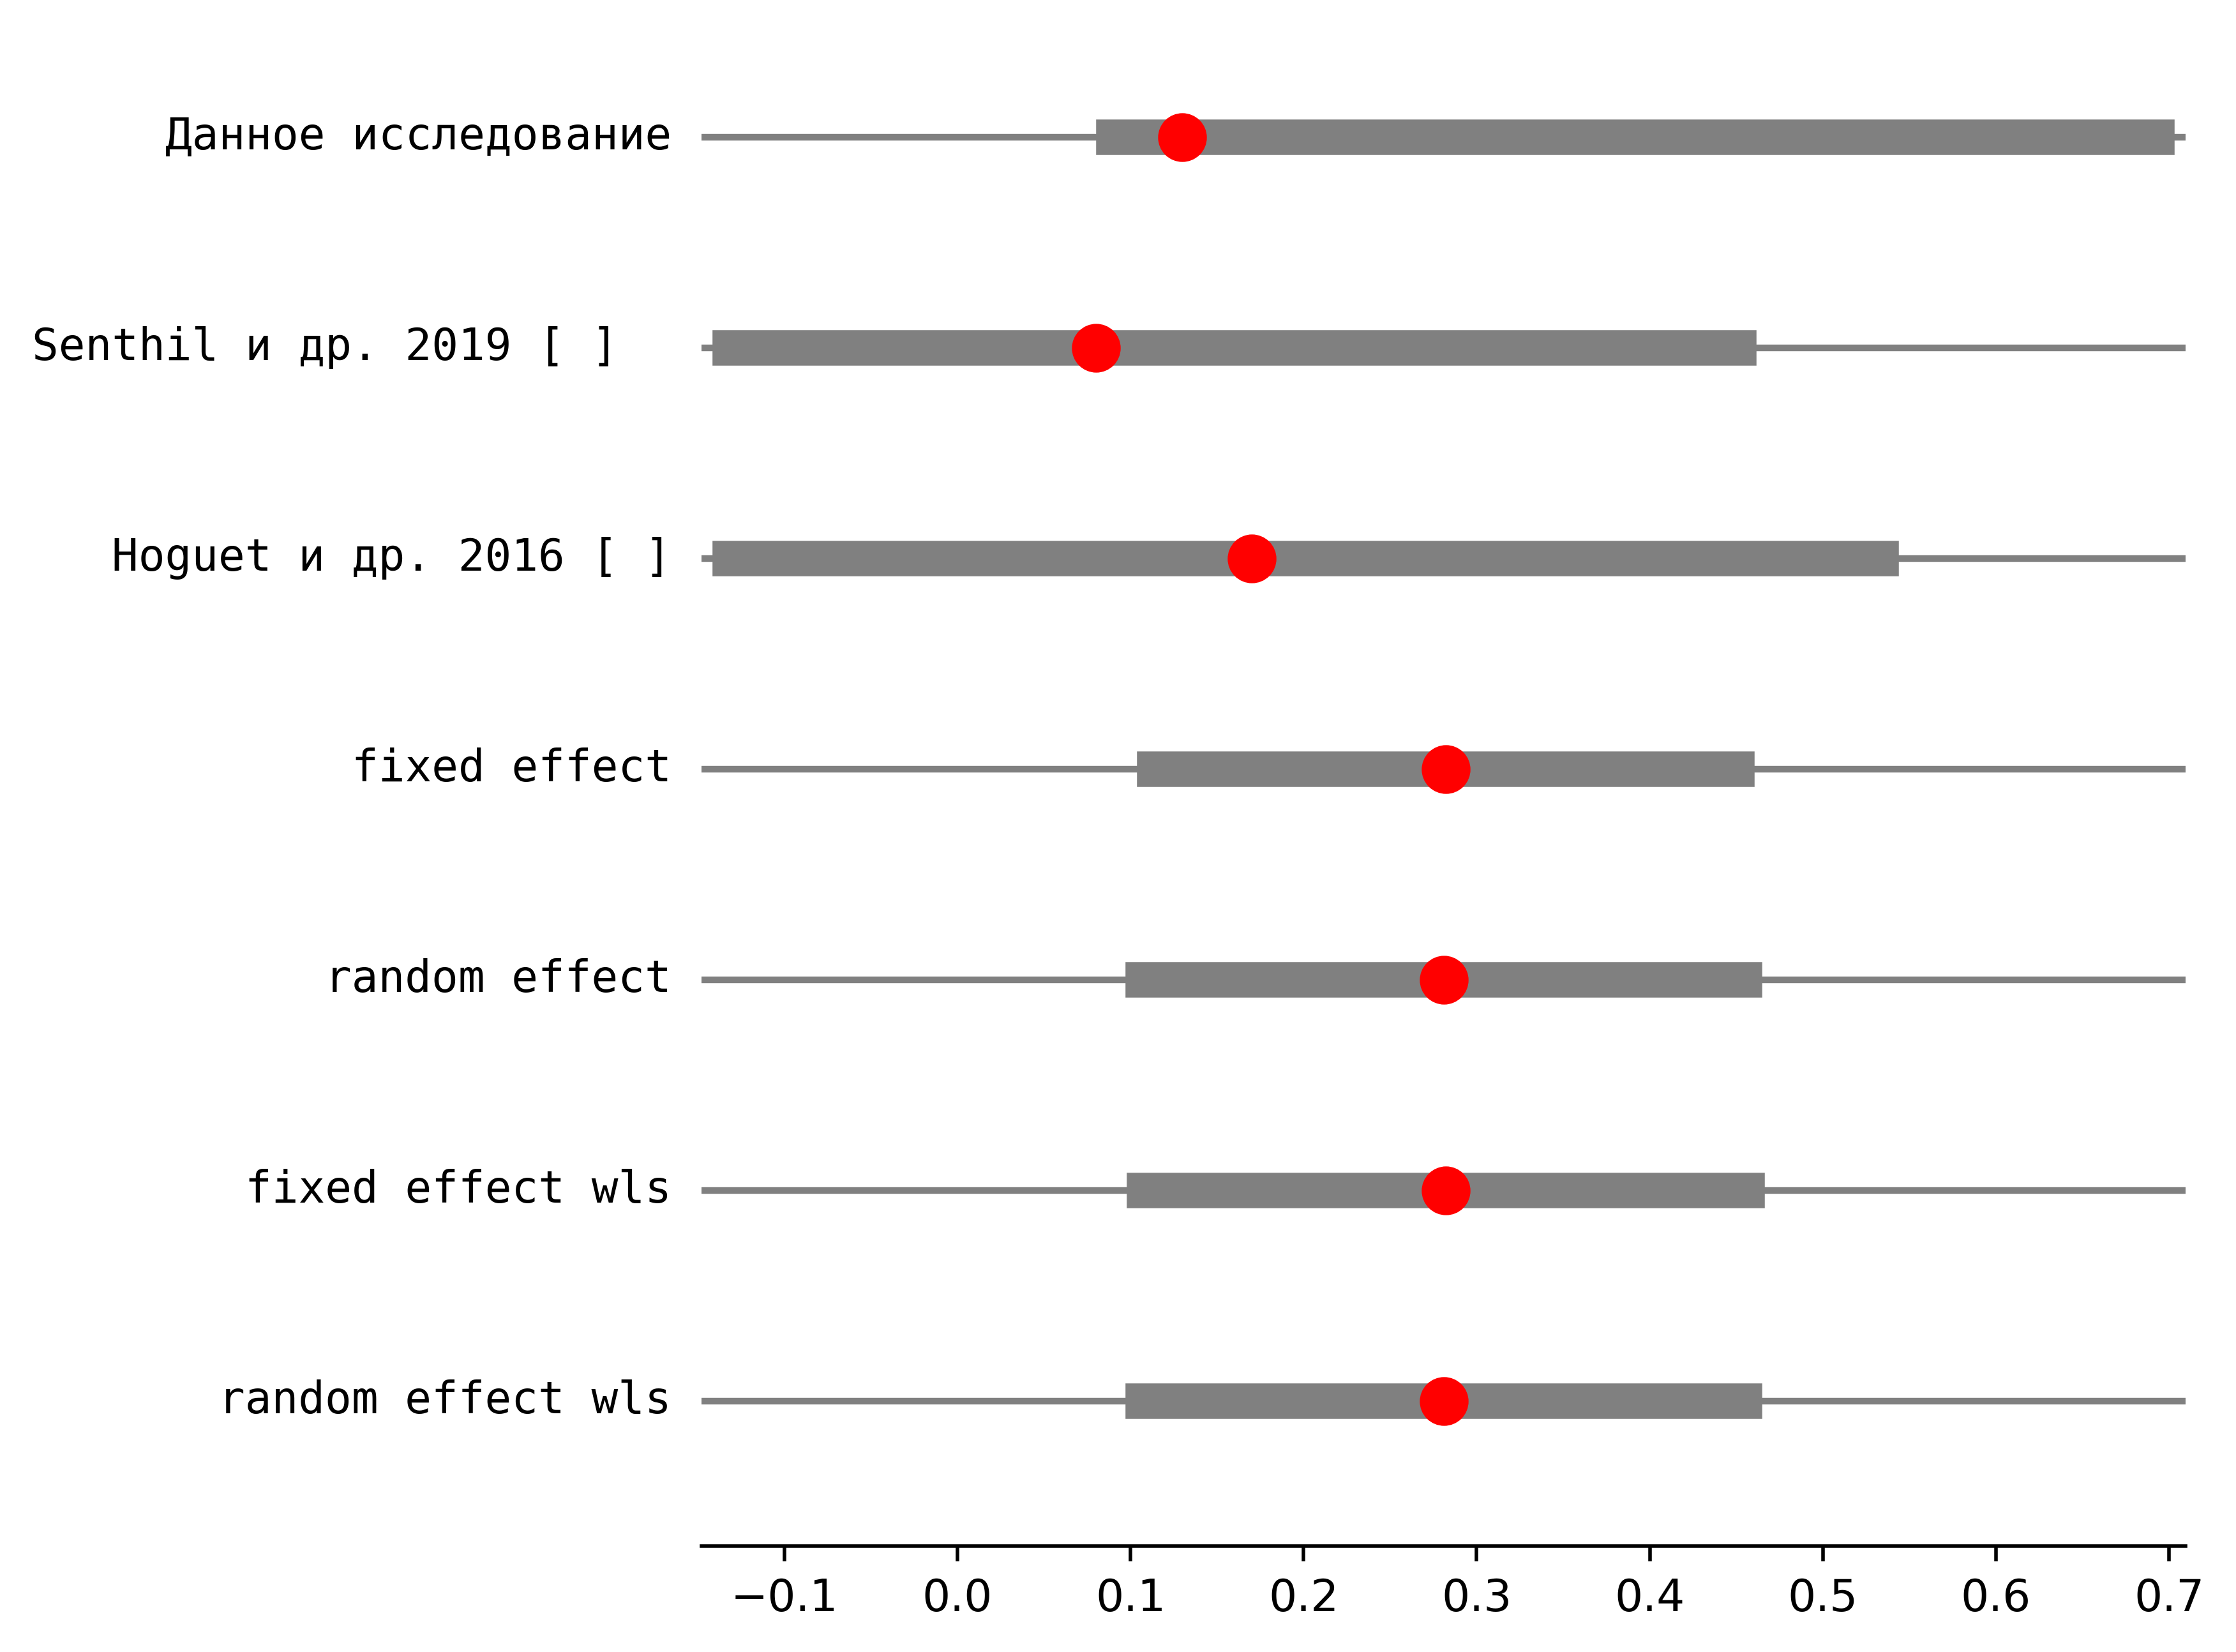 Данное исследование
Senthil и др. 2019 [ ]
Hoguet и др. 2016 [ ]
fixed effect
random effect
fixed effect wls
random effect wls
−0.1 0.0 0.1 0.2 0.3 0.4 0.5 0.6 0.7